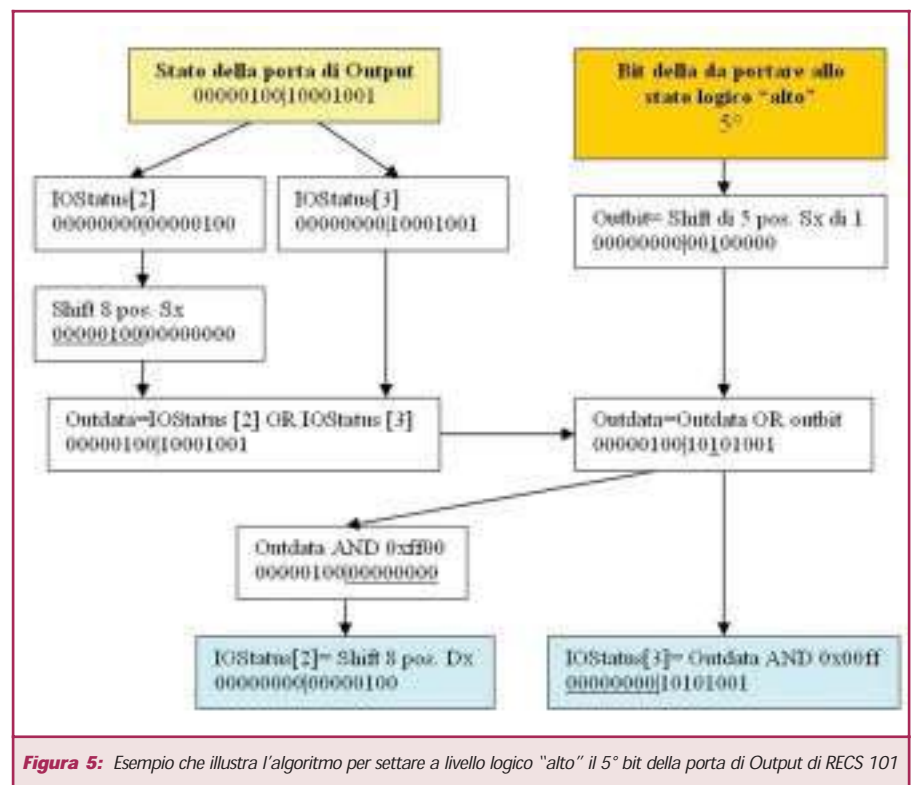 Stato della porta di Output
00000100|10001001
Bit della da portare allo
stato logico “alto”
5°
IOStatus[2]
00000000|00000100
IOStatus[3]
00000000|10001001
Outbit= Shift di 5 pos. Sx di 1
00000000|00100000
Shift 8 pos. Sx
00000100|00000000
Outdata=IOStatus [2] OR IOStatus [3]
00000100|10001001
Outdata=Outdata OR outbit
00000100|10101001
Outdata AND 0xff00
00000100|00000000
IOStatus[2]= Shift 8 pos. Dx
00000000|00000100
IOStatus[3]= Outdata AND 0x00ff
00000000|10101001
Figura 5: Esempio che illustra l’algoritmo per settare a livello logico “alto” il 5° bit della porta di Output di RECS 101